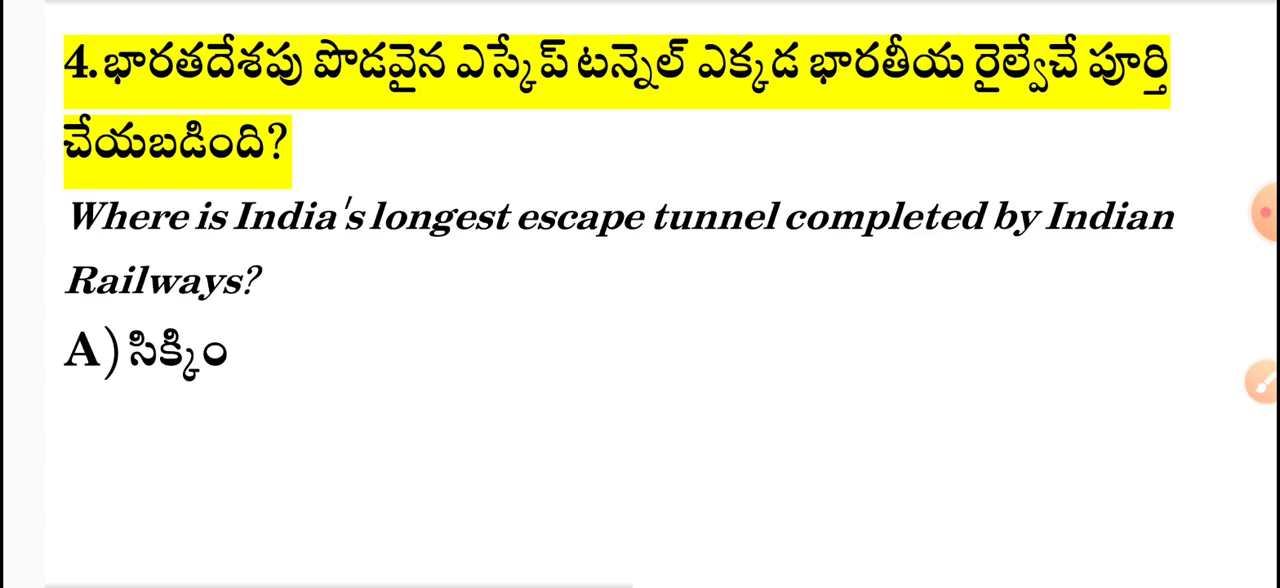 4.భారతదేశపు పొడవైన ఎస్కేప్ టన్నెల్ ఎక్కడ భారతీయ రైల్వేచే పూర్తి
చేయబడింది?
Where is India's longest escape tunnel completed by Indian
Railways?
A)సిక్కిం